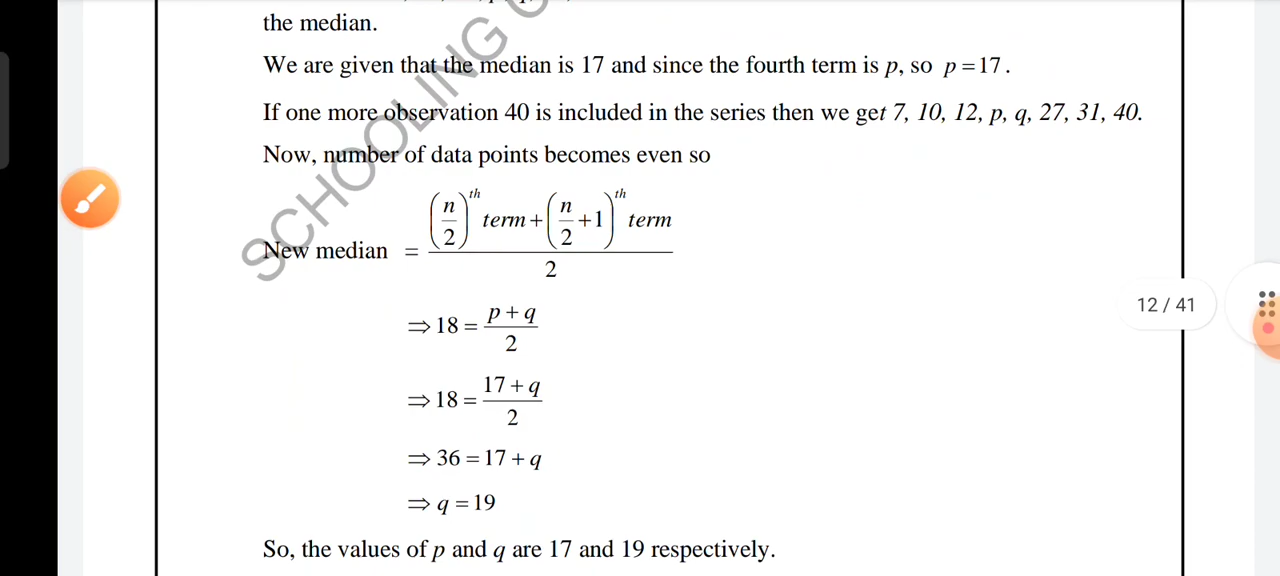 the median.
We are given that the median is 17 and since the fourth term is p, so p = 17.
If one more observation 40 is included in the series then we get 7, 10, 12, p, q, 27, 31, 40.
Now, number of data points becomes even so
New median = ((n/2)^th term + (n/2 + 1)^th term) / 2
⇒ 18 = (p + q) / 2
⇒ 18 = (17 + q) / 2
⇒ 36 = 17 + q
⇒ q = 19
So, the values of p and q are 17 and 19 respectively.
SCHOOLING
12 / 41